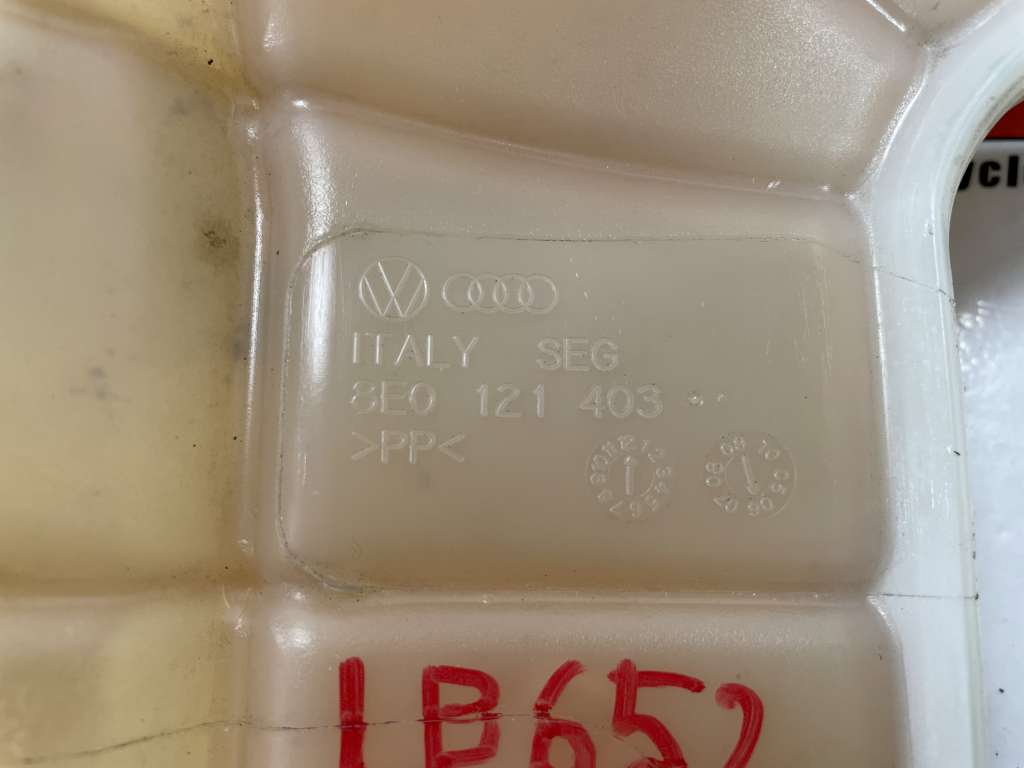 ITALY SEG
8E0 121 403
>PP<
LB652